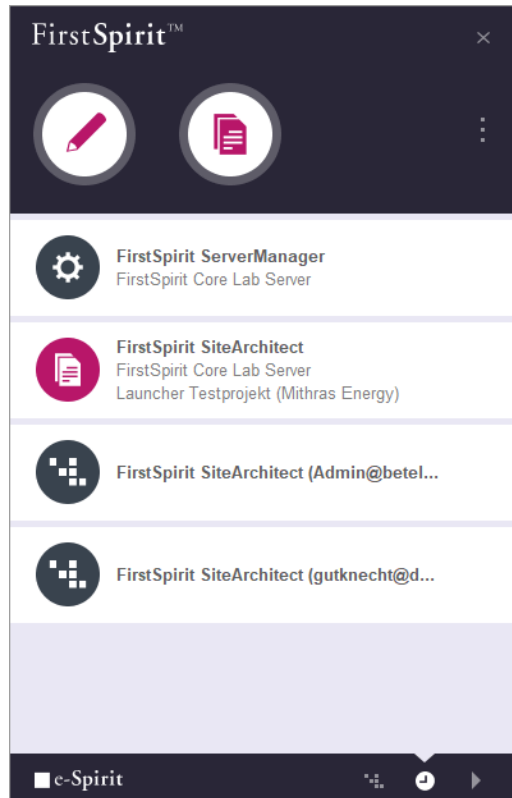 FirstSpirit™
FirstSpirit ServerManager
FirstSpirit Core Lab Server
FirstSpirit SiteArchitect
FirstSpirit Core Lab Server
Launcher Testprojekt (Mithras Energy)
FirstSpirit SiteArchitect (Admin@betel...
FirstSpirit SiteArchitect (gutknecht@d...
e-Spirit